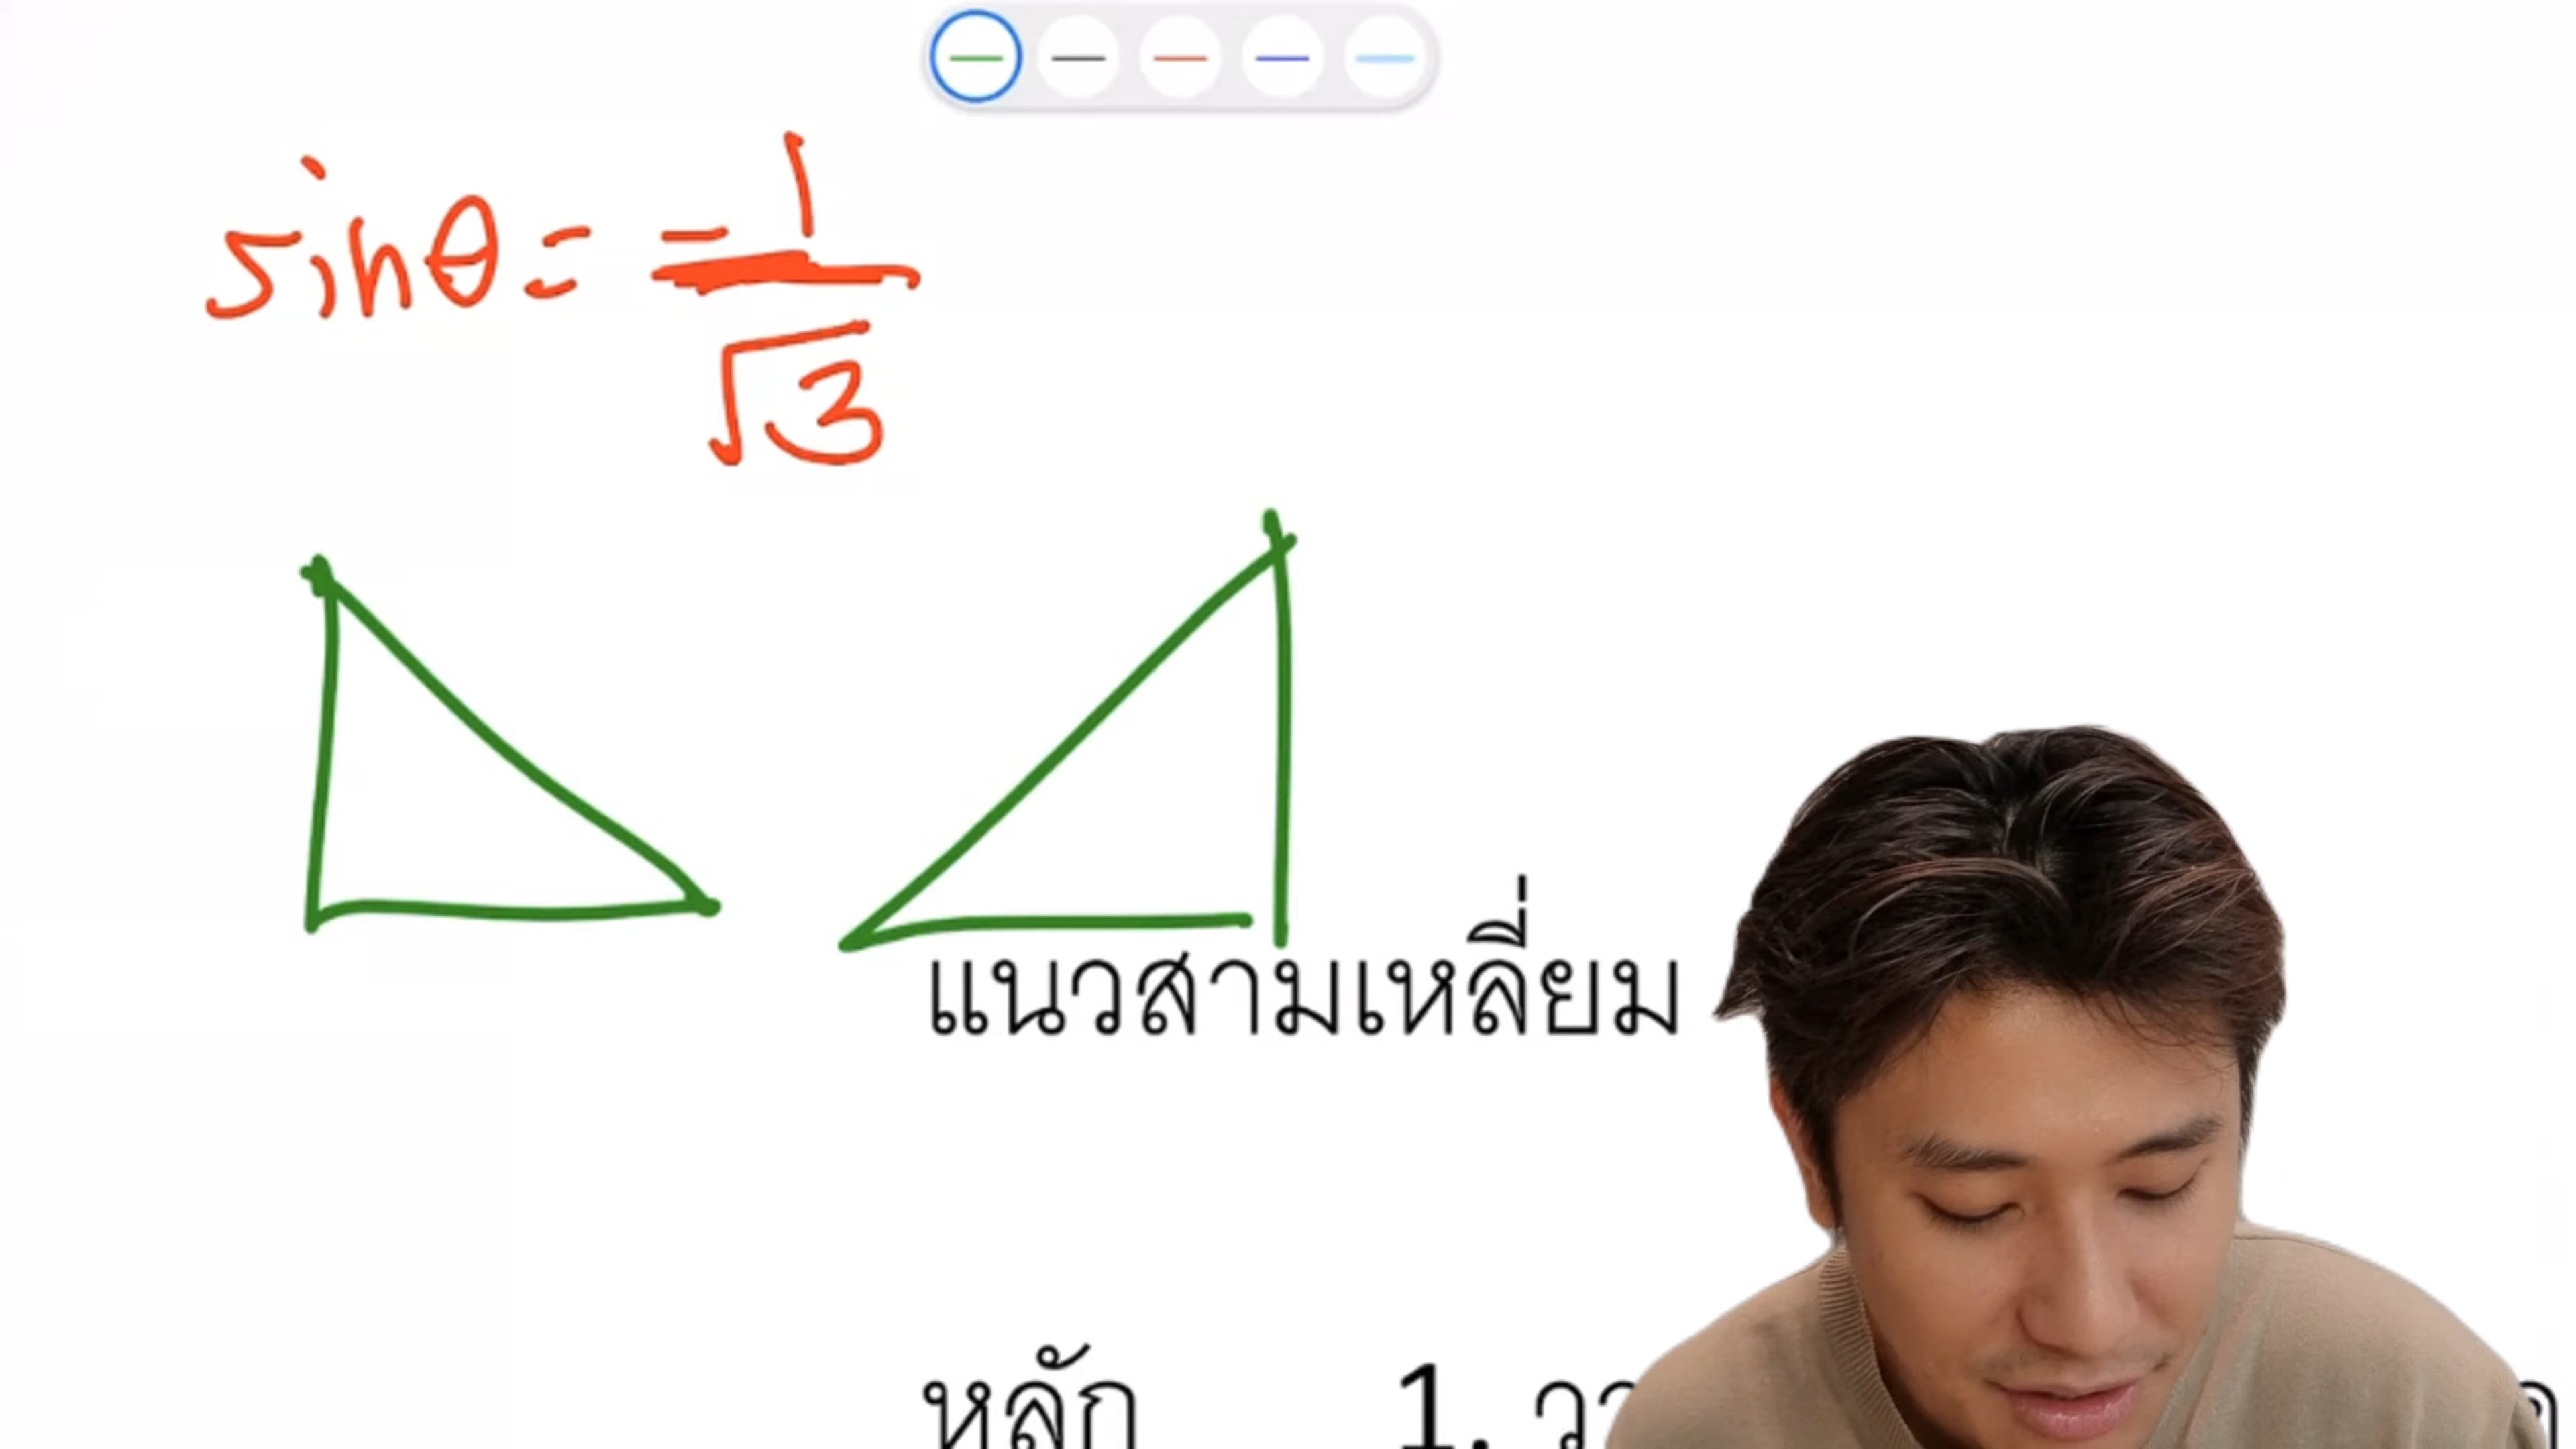 sinθ = -1/√3
แนวสามเหลี่ยม
หลัก 1.